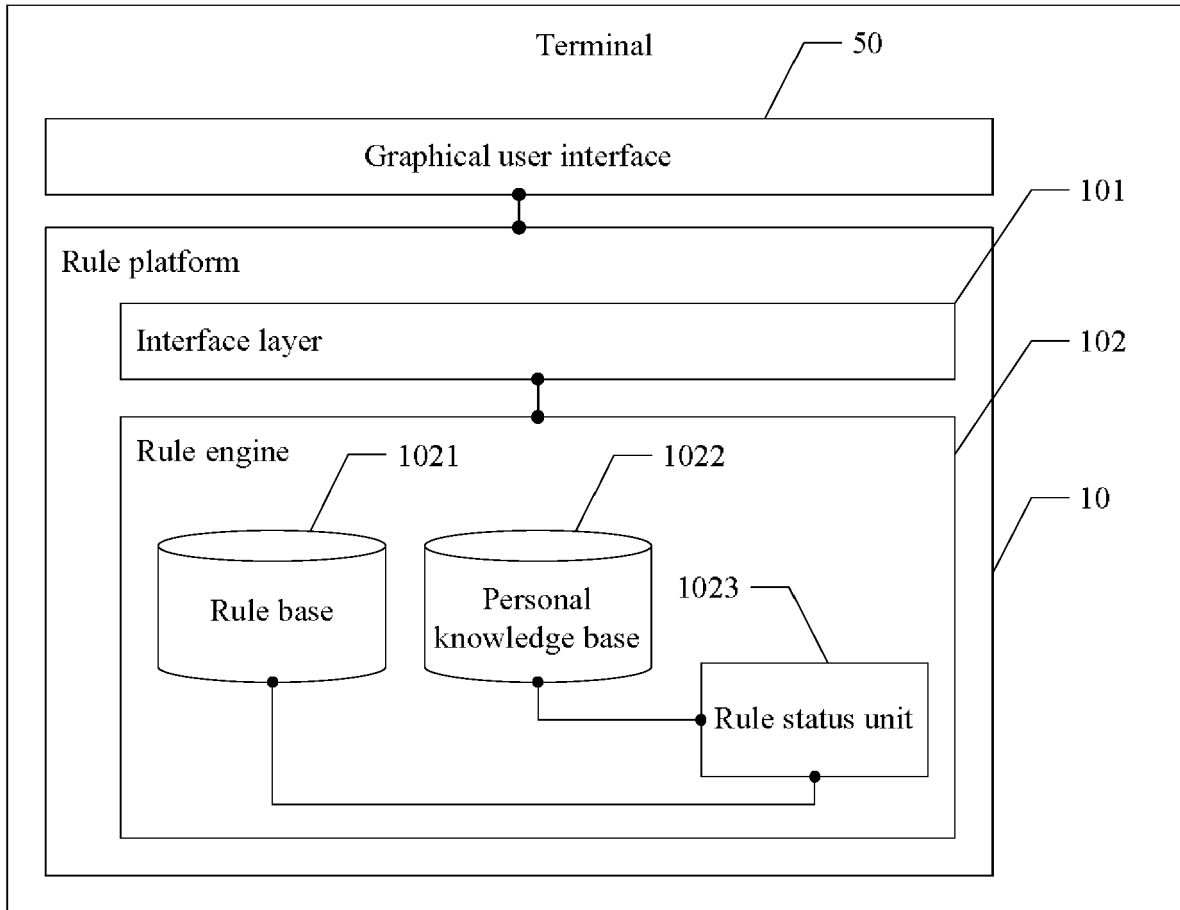 Terminal
50
Graphical user interface
101
Rule platform
Interface layer
102
Rule engine
1021
1022
10
Rule base
Personal
knowledge base
1023
Rule status unit